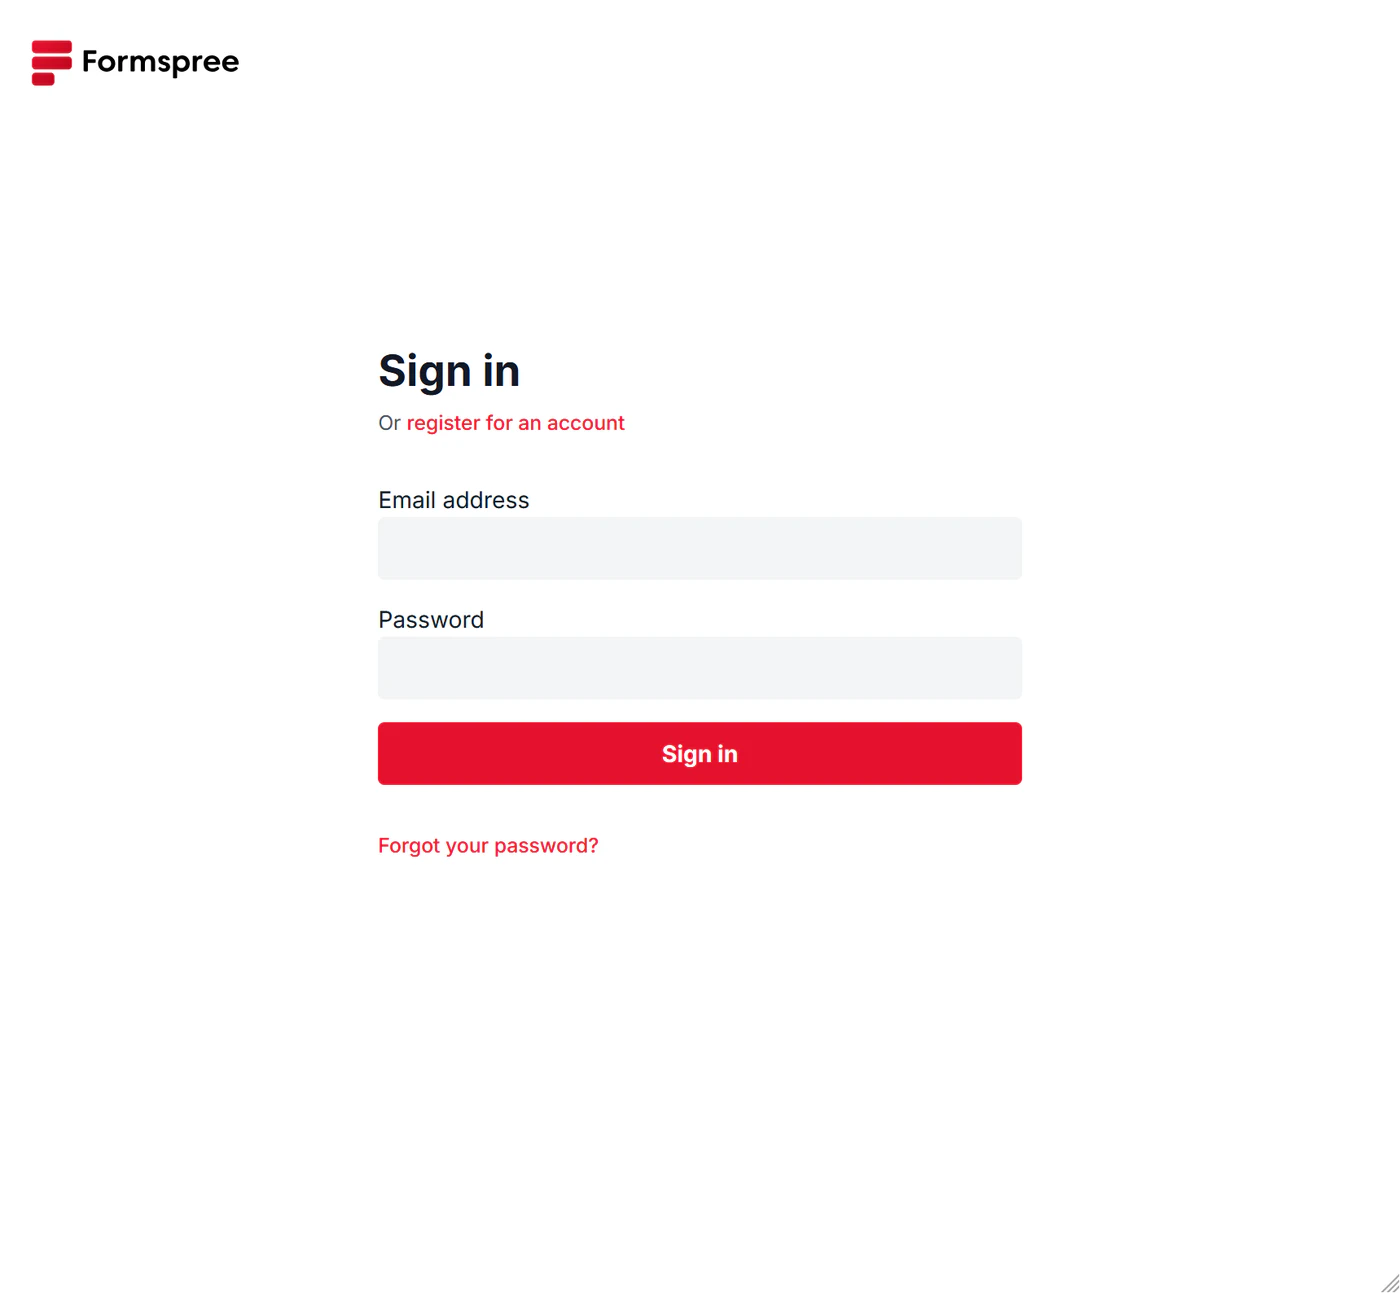 Formspree
Sign in
Or register for an account
Email address
Password
Sign in
Forgot your password?